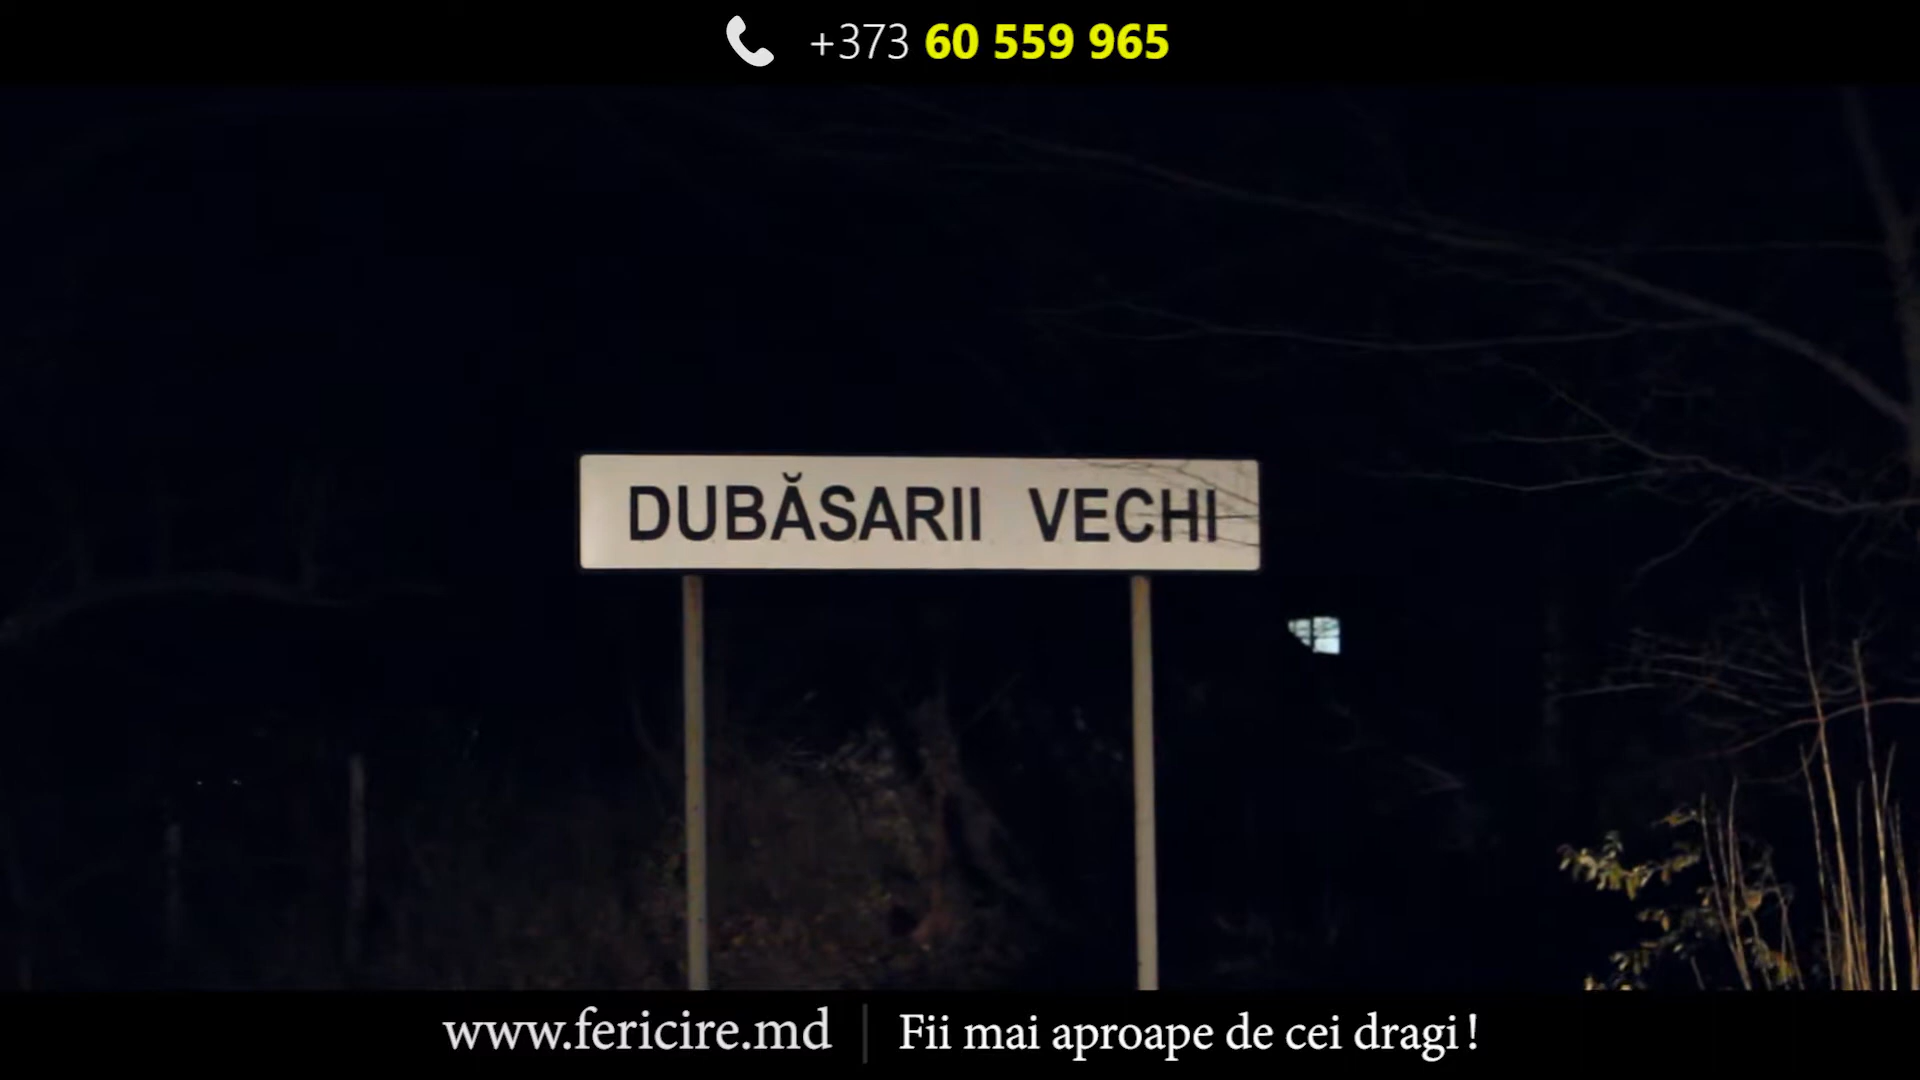 +373 60 559 965
DUBĂSARII VECHI
www.fericire.md | Fii mai aproape de cei dragi!